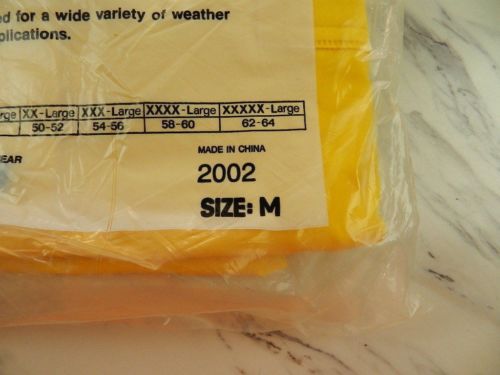 ed for a wide variety of weather
plications.
rge XX-Large XXX-Large XXXX-Large XXXXX-Large
50-52 54-56 58-60 62-64
EAR
MADE IN CHINA
2002
SIZE: M